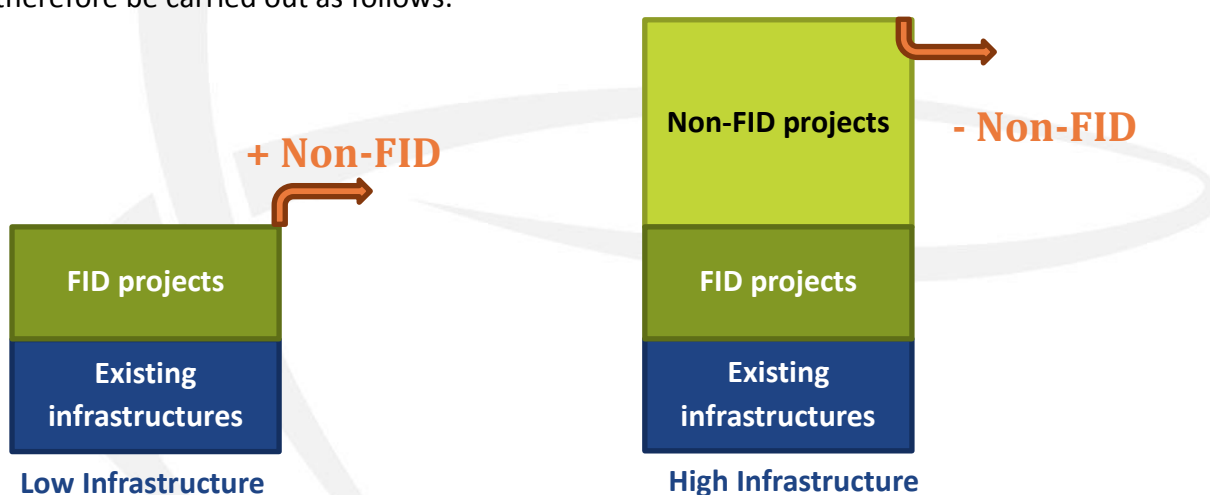 therefore be carried out as follows:
+ Non-FID
FID projects
Existing
infrastructures
Low Infrastructure
Non-FID projects
- Non-FID
FID projects
Existing
infrastructures
High Infrastructure